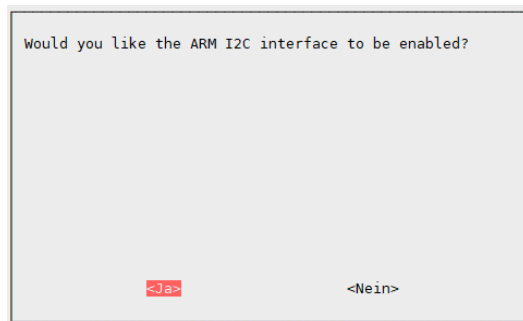 Would you like the ARM I2C interface to be enabled?
<Ja> <Nein>